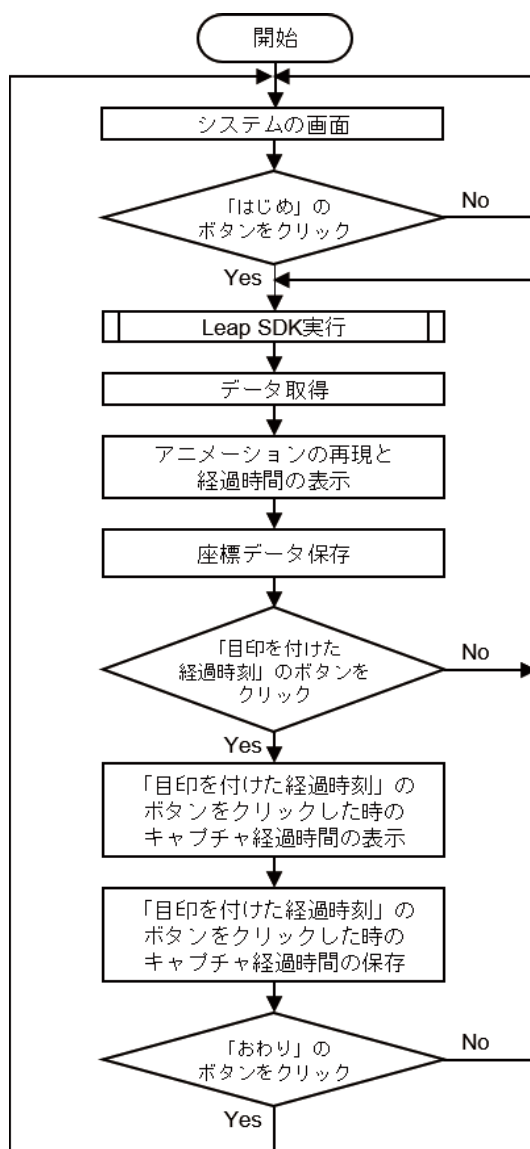 開始
システムの画面
「はじめ」の
ボタンをクリック
No
Yes
Leap SDK実行
データ取得
アニメーションの再現と
経過時間の表示
座標データ保存
「目印を付けた
経過時刻」のボタンを
クリック
No
Yes
「目印を付けた経過時刻」の
ボタンをクリックした時の
キャプチャ経過時間の表示
「目印を付けた経過時刻」の
ボタンをクリックした時の
キャプチャ経過時間の保存
「おわり」の
ボタンをクリック
No
Yes